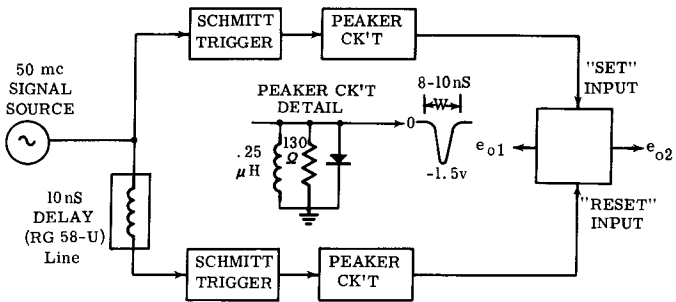 SCHMITT
TRIGGER
PEAKER
CK'T
50 mc
SIGNAL
SOURCE
PEAKER CK'T
DETAIL
8-10nS
W
"SET"
INPUT
0
.25
μH
130
Ω
-1.5v
e o1
e o2
10nS
DELAY
(RG 58-U)
Line
"RESET"
INPUT
SCHMITT
TRIGGER
PEAKER
CK'T